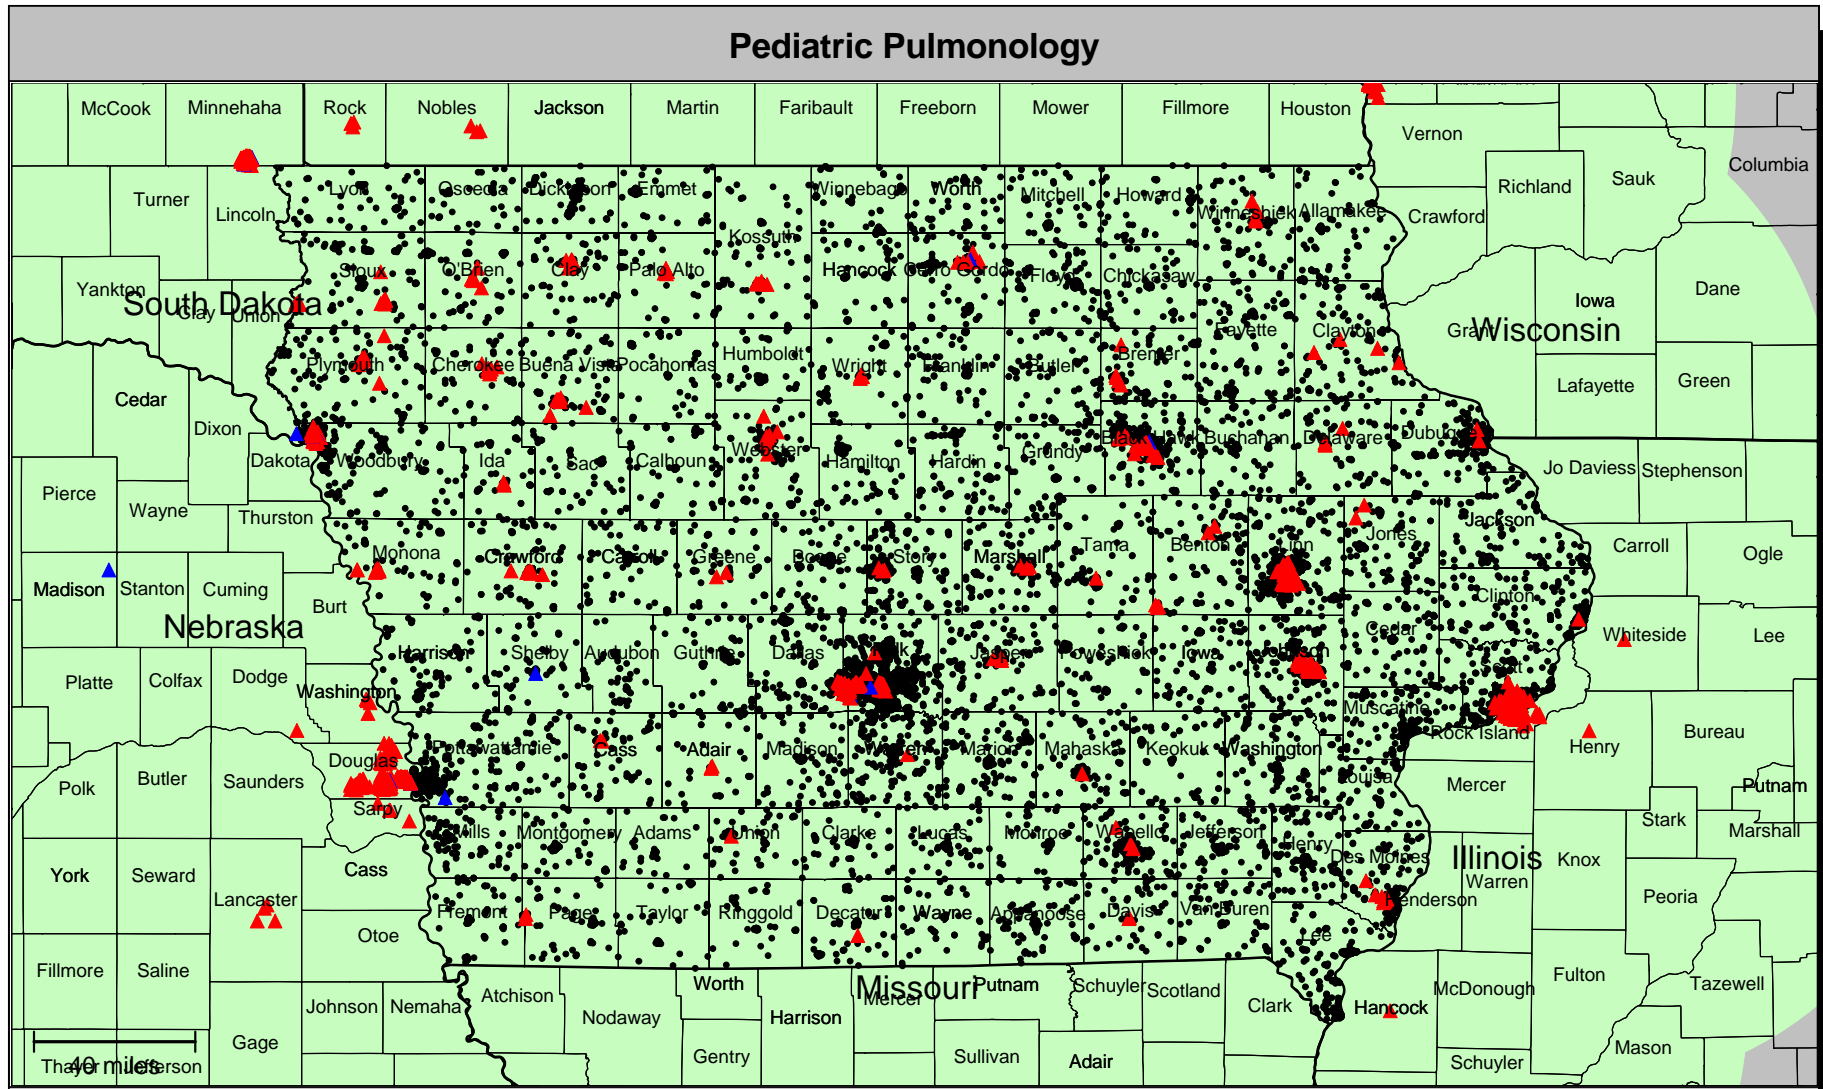 Pediatric Pulmonology
McCook Minnehaha Rock Nobles Jackson Martin Faribault Freeborn Mower Fillmore Houston
Vernon
Columbia
Turner Lincoln Lyon Osceola Dickinson Emmet Winnebago Worth Mitchell Howard Winneshiek Allamakee Crawford Richland Sauk
Kossuth
Yankton Clay Union Sioux O'Brien Clay Palo Alto Hancock Cerro Gordo Floyd Chickasaw Iowa Dane
South Dakota
Fayette Clayton Grant Wisconsin
Plymouth Cherokee Buena Vista Pocahontas Humboldt Wright Franklin Butler Bremer Lafayette Green
Cedar
Dixon
Dakota Woodbury Ida Sac Calhoun Webster Hamilton Hardin Grundy Black Hawk Buchanan Delaware Dubuque Jo Daviess Stephenson
Pierce
Wayne Thurston
Monona Crawford Carroll Greene Boone Story Marshall Tama Benton Linn Jones Jackson Carroll Ogle
Madison Stanton Cuming Burt Clinton
Nebraska Cedar Whiteside Lee
Harrison Shelby Audubon Guthrie Dallas Polk Jasper Poweshiek Iowa Johnson Scott
Platte Colfax Dodge Washington Muscatine
Rock Island Henry Bureau
Douglas Pottawattamie Cass Adair Madison Warren Marion Mahaska Keokuk Washington
Polk Butler Saunders Sarpy Louisa Mercer Putnam
Mills Montgomery Adams Union Clarke Lucas Monroe Wapello Jefferson Henry Des Moines Stark Marshall
Illinois Knox
York Seward Cass Warren
Lancaster Fremont Page Taylor Ringgold Decatur Wayne Appanoose Davis Van Buren Henderson Peoria
Otoe Lee
Fillmore Saline Fulton
Johnson Nemaha Atchison Nodaway Worth Harrison Mercer Missouri Putnam Schuyler Scotland Clark Hancock McDonough Tazewell
Gage Gentry Sullivan Adair Schuyler Mason
Thayer Jefferson
40 miles